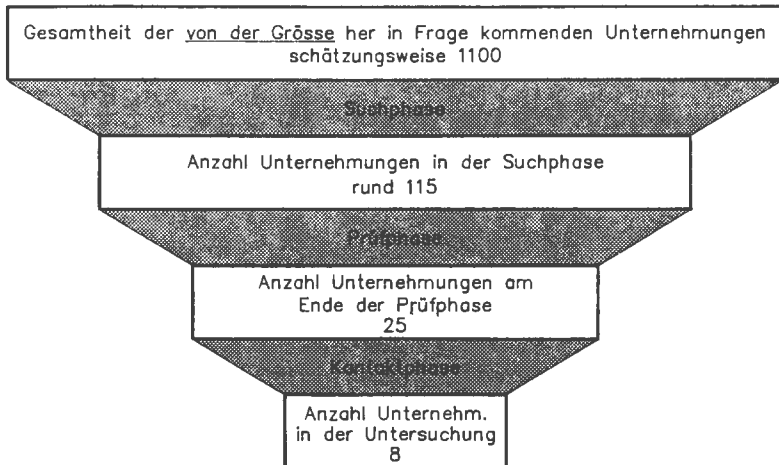 Gesamtheit der von der Grösse her in Frage kommenden Unternehmungen
schätzungsweise 1100
Suchphase
Anzahl Unternehmungen in der Suchphase
rund 115
Prüfphase
Anzahl Unternehmungen am
Ende der Prüfphase
25
Kontaktphase
Anzahl Unternehm.
in der Untersuchung
8